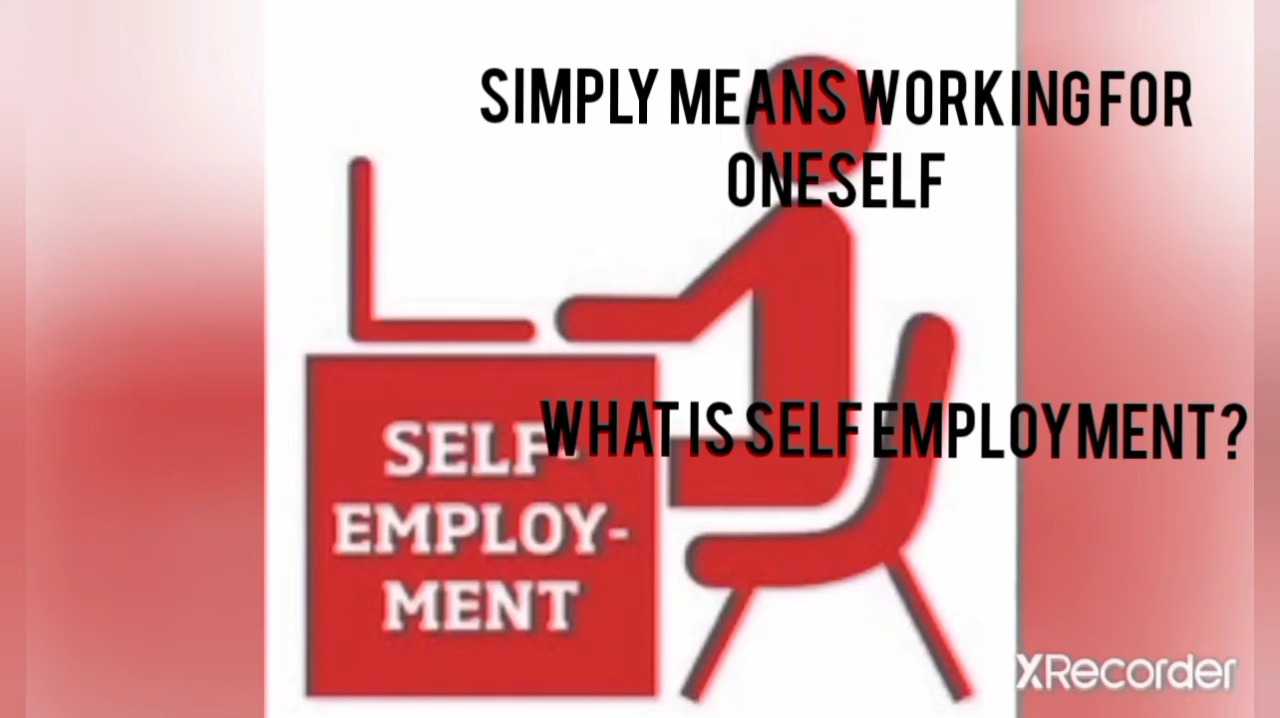 SIMPLY MEANS WORKING FOR
ONESELF
WHAT IS SELF EMPLOYMENT?
SELF-
EMPLOY-
MENT
XRecorder